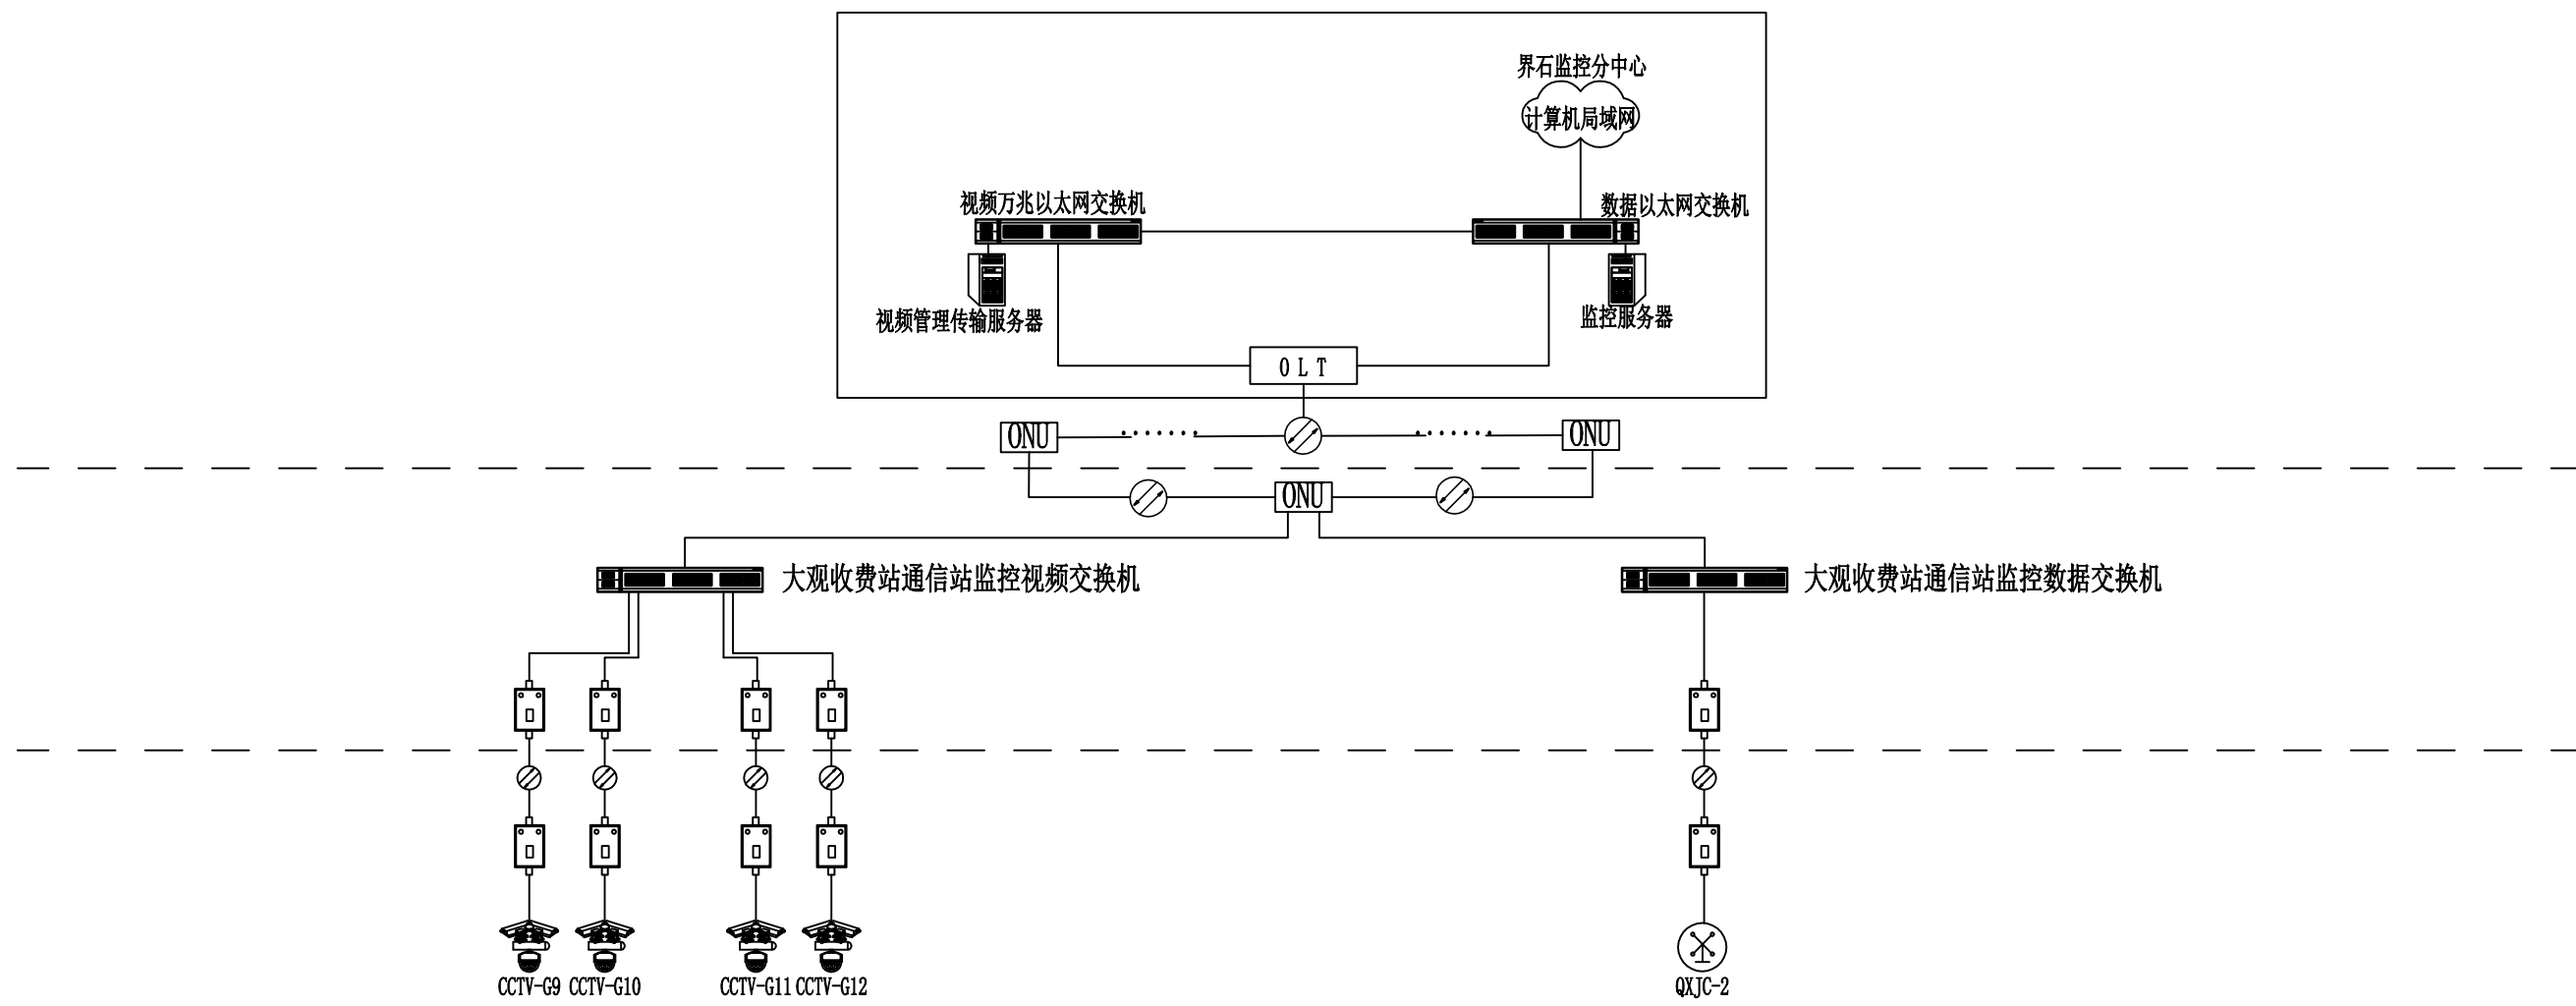 界石监控分中心
计算机局域网
视频万兆以太网交换机
数据以太网交换机
视频管理传输服务器
监控服务器
OLT
ONU
ONU
ONU
大观收费站通信站监控视频交换机
大观收费站通信站监控数据交换机
CCTV-G9
CCTV-G10
CCTV-G11
CCTV-G12
QXJC-2